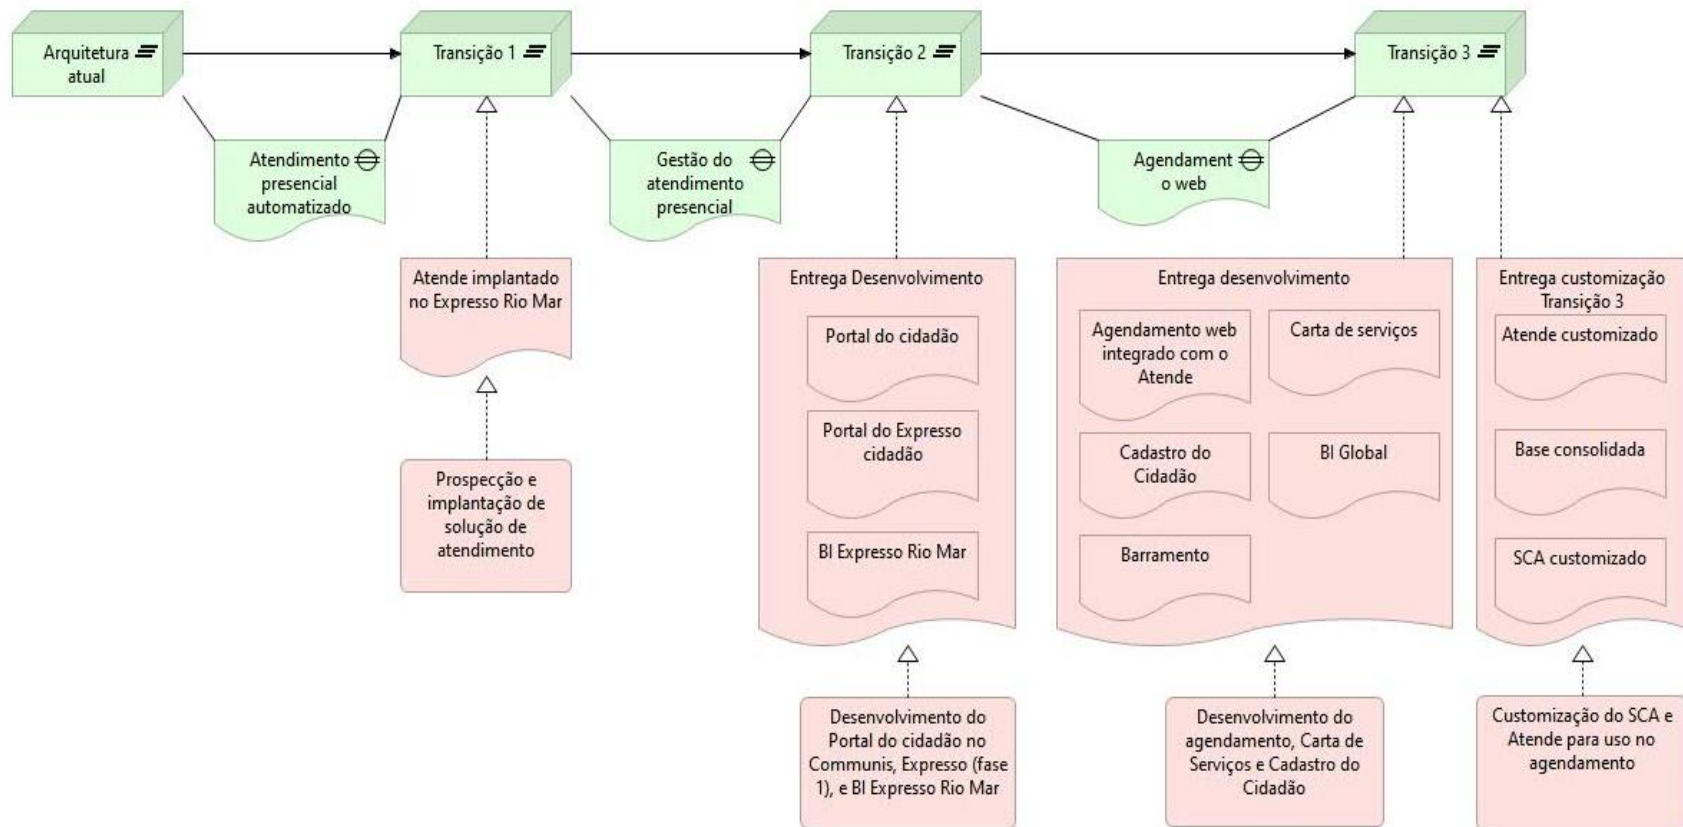 Arquitetura
atual
Transição 1
Transição 2
Transição 3
Atendimento
presencial
automatizado
Gestão do
atendimento
presencial
Agendament
o web
Atende implantado
no Expresso Rio Mar
Prospecção e
implantação de
solução de
atendimento
Entrega Desenvolvimento
Portal do cidadão
Portal do Expresso
cidadão
BI Expresso Rio Mar
Desenvolvimento do
Portal do cidadão no
Communis, Expresso (fase
1), e BI Expresso Rio Mar
Entrega desenvolvimento
Agendamento web
integrado com o
Atende
Carta de serviços
Cadastro do
Cidadão
BI Global
Barramento
Desenvolvimento do
agendamento, Carta de
Serviços e Cadastro do
Cidadão
Entrega customização
Transição 3
Atende customizado
Base consolidada
SCA customizado
Customização do SCA e
Atende para uso no
agendamento